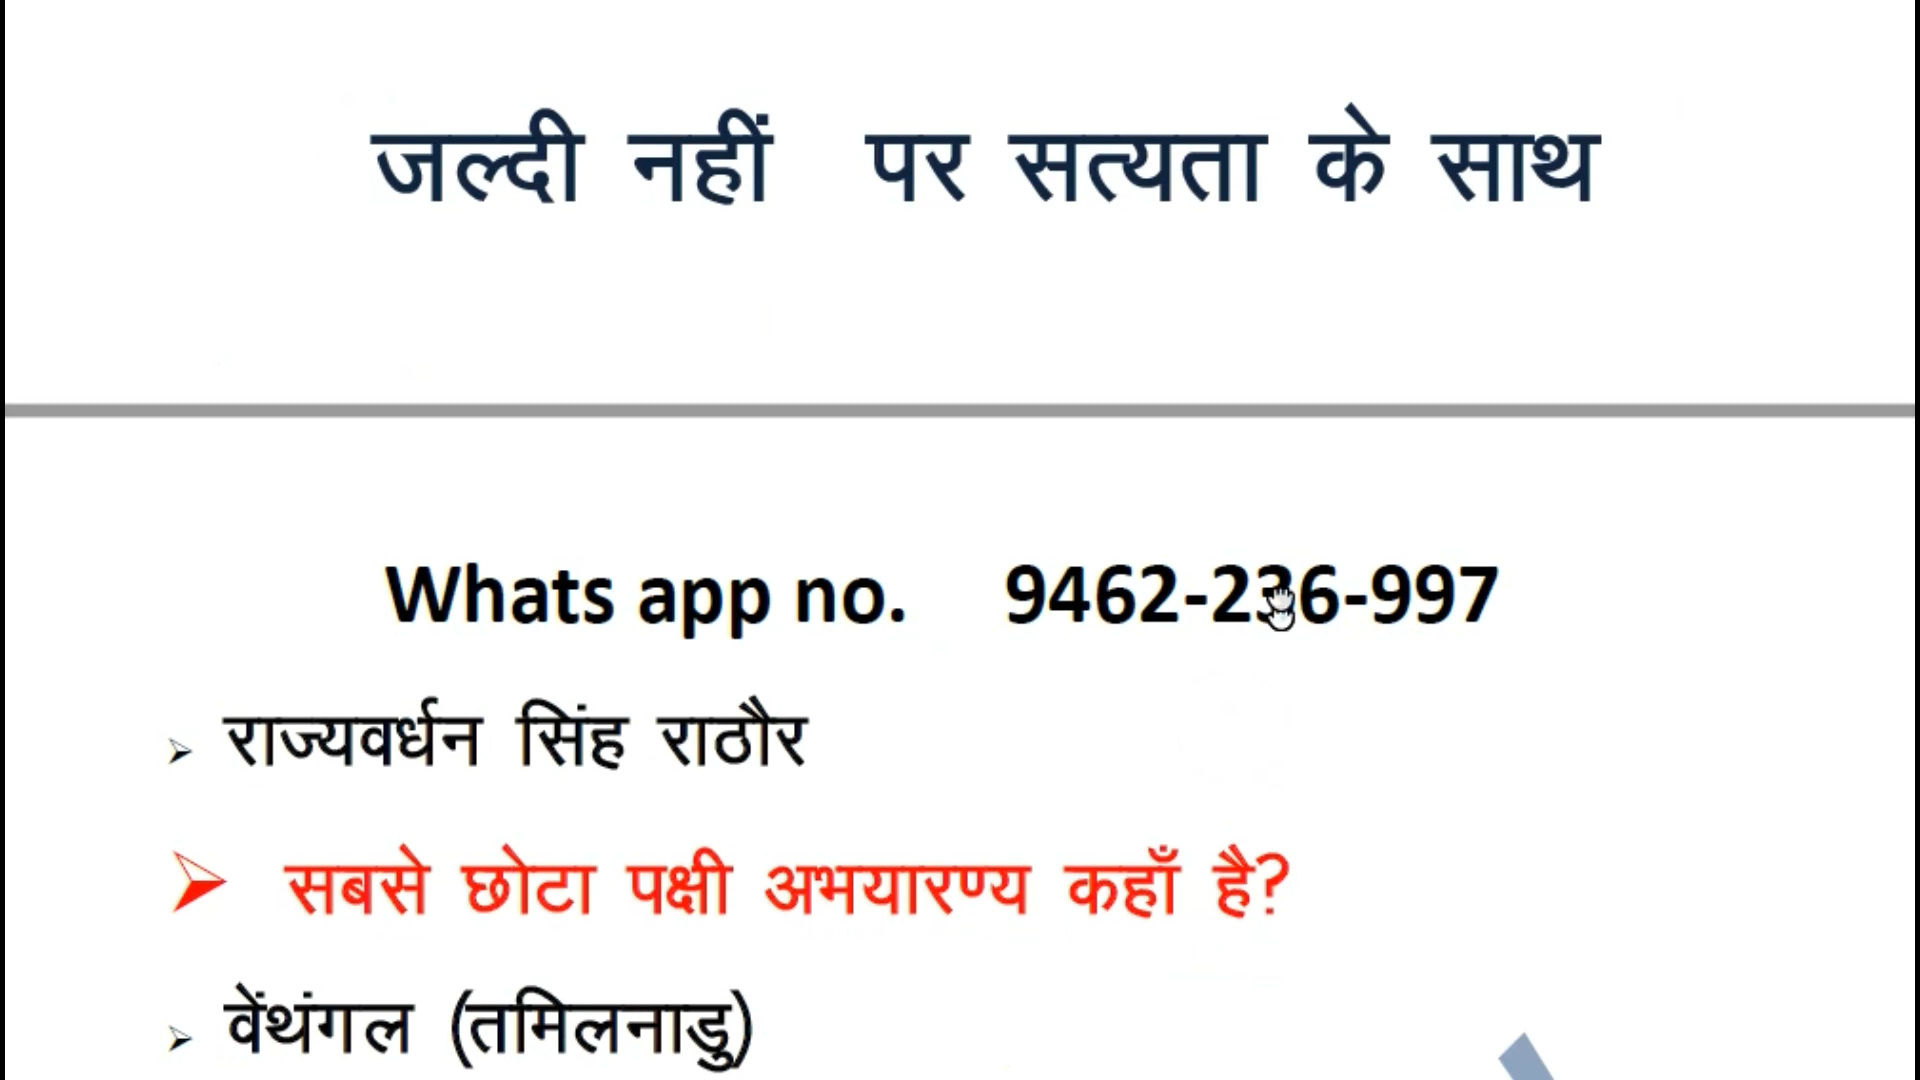 जल्दी नहीं पर सत्यता के साथ
Whats app no. 9462-236-997
राज्यवर्धन सिंह राठौर
सबसे छोटा पक्षी अभयारण्य कहाँ है?
वेंथंगल (तमिलनाडु)